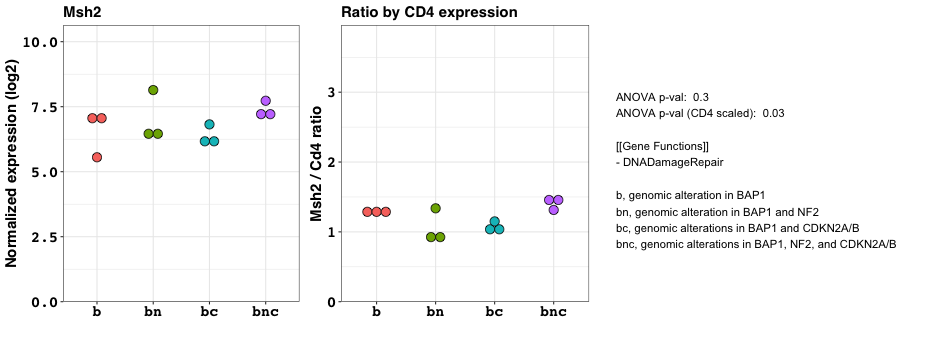 Msh2
Normalized expression (log2)
10.0
7.5
5.0
2.5
0.0
b bn bc bnc
Ratio by CD4 expression
Msh2 / Cd4 ratio
3
2
1
0
b bn bc bnc
ANOVA p-val:  0.3
ANOVA p-val (CD4 scaled):  0.03
[[Gene Functions]]
- DNADamageRepair
b, genomic alteration in BAP1
bn, genomic alteration in BAP1 and NF2
bc, genomic alterations in BAP1 and CDKN2A/B
bnc, genomic alterations in BAP1, NF2, and CDKN2A/B